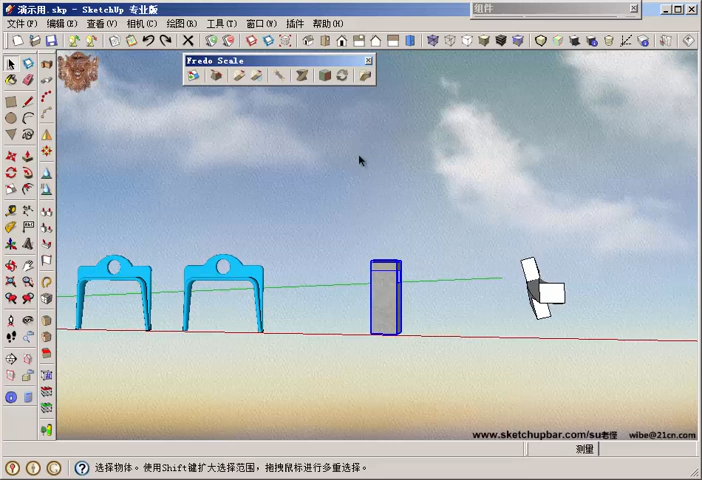 演示用.skp - SketchUp 专业版
组件
文件(F) 编辑(E) 查看(V) 相机(C) 绘图(R) 工具(T) 窗口(W) 插件 帮助(H)
Fredo Scale
www.sketchupbar.com/su老怪 wibe@21cn.com
测量
选择物体。使用Shift键扩大选择范围，拖拽鼠标进行多重选择。